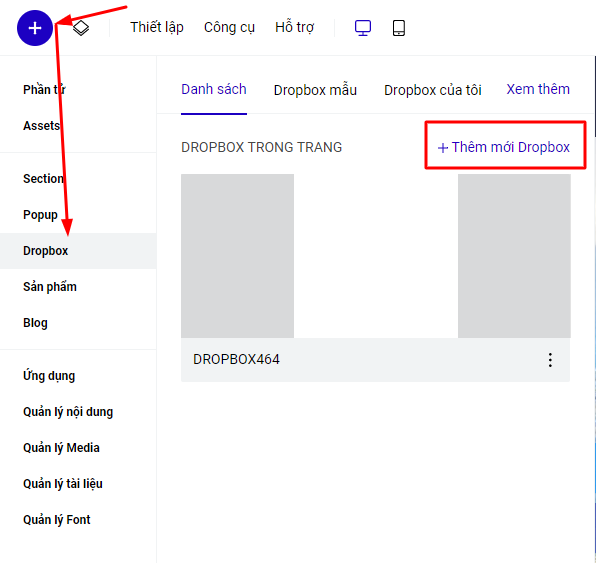 Thiết lập Công cụ Hỗ trợ
Phần tử
Assets
Section
Popup
Dropbox
Sản phẩm
Blog
Ứng dụng
Quản lý nội dung
Quản lý Media
Quản lý tài liệu
Quản lý Font
Danh sách Dropbox mẫu Dropbox của tôi Xem thêm
DROPBOX TRONG TRANG + Thêm mới Dropbox
DROPBOX464